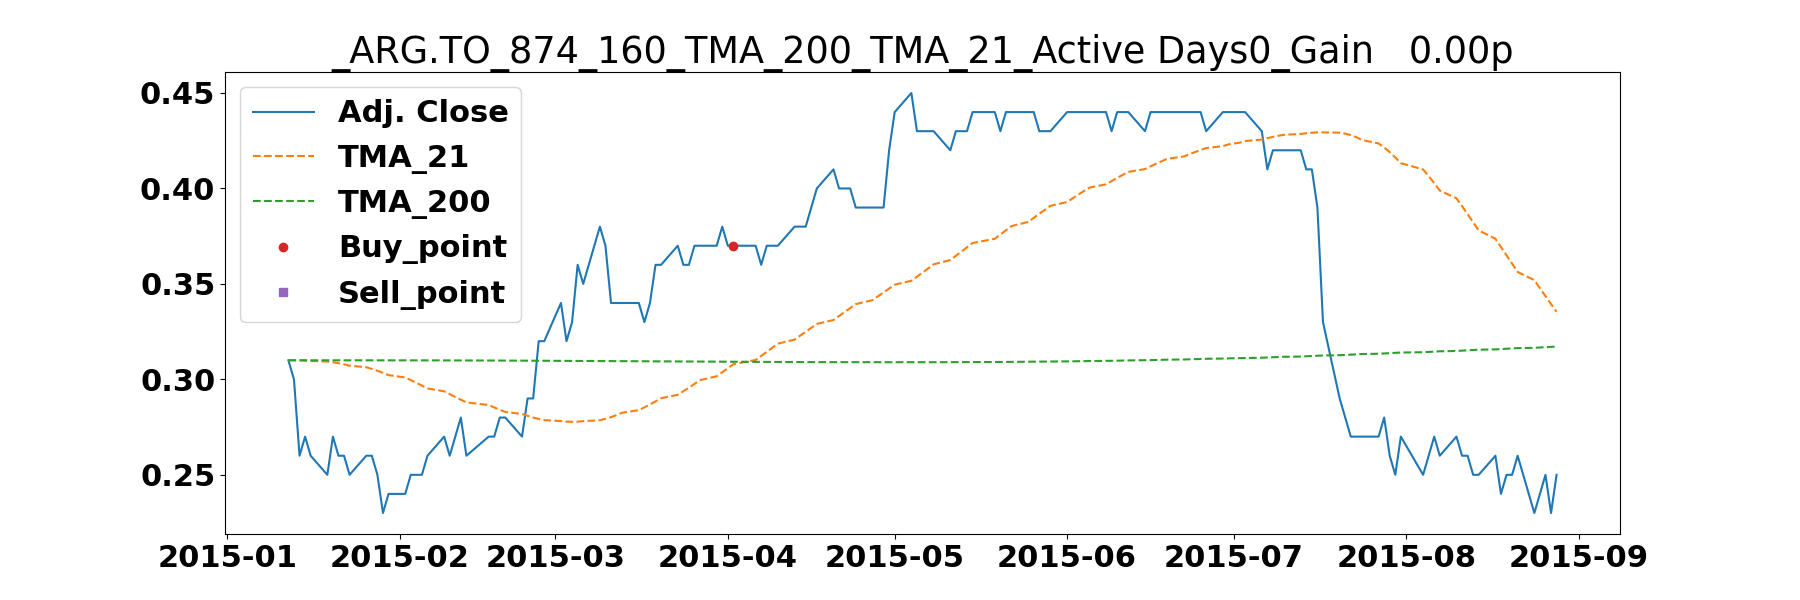 _ARG.TO_874_160_TMA_200_TMA_21_Active Days0_Gain   0.00p
0.45
0.40
0.35
0.30
0.25
Adj. Close
TMA_21
TMA_200
Buy_point
Sell_point
2015-01 2015-02 2015-03 2015-04 2015-05 2015-06 2015-07 2015-08 2015-09